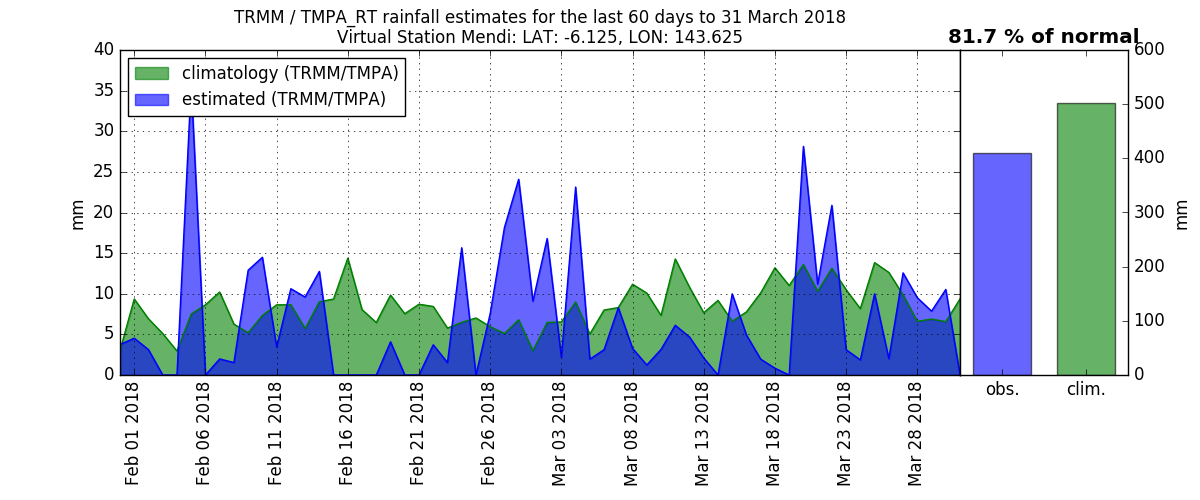 TRMM / TMPA_RT rainfall estimates for the last 60 days to 31 March 2018
Virtual Station Mendi: LAT: -6.125, LON: 143.625
81.7 % of normal
climatology (TRMM/TMPA)
estimated (TRMM/TMPA)
mm
40
35
30
25
20
15
10
5
0
Feb 01 2018
Feb 06 2018
Feb 11 2018
Feb 16 2018
Feb 21 2018
Feb 26 2018
Mar 03 2018
Mar 08 2018
Mar 13 2018
Mar 18 2018
Mar 23 2018
Mar 28 2018
obs.
clim.
600
500
400
300
200
100
0
mm